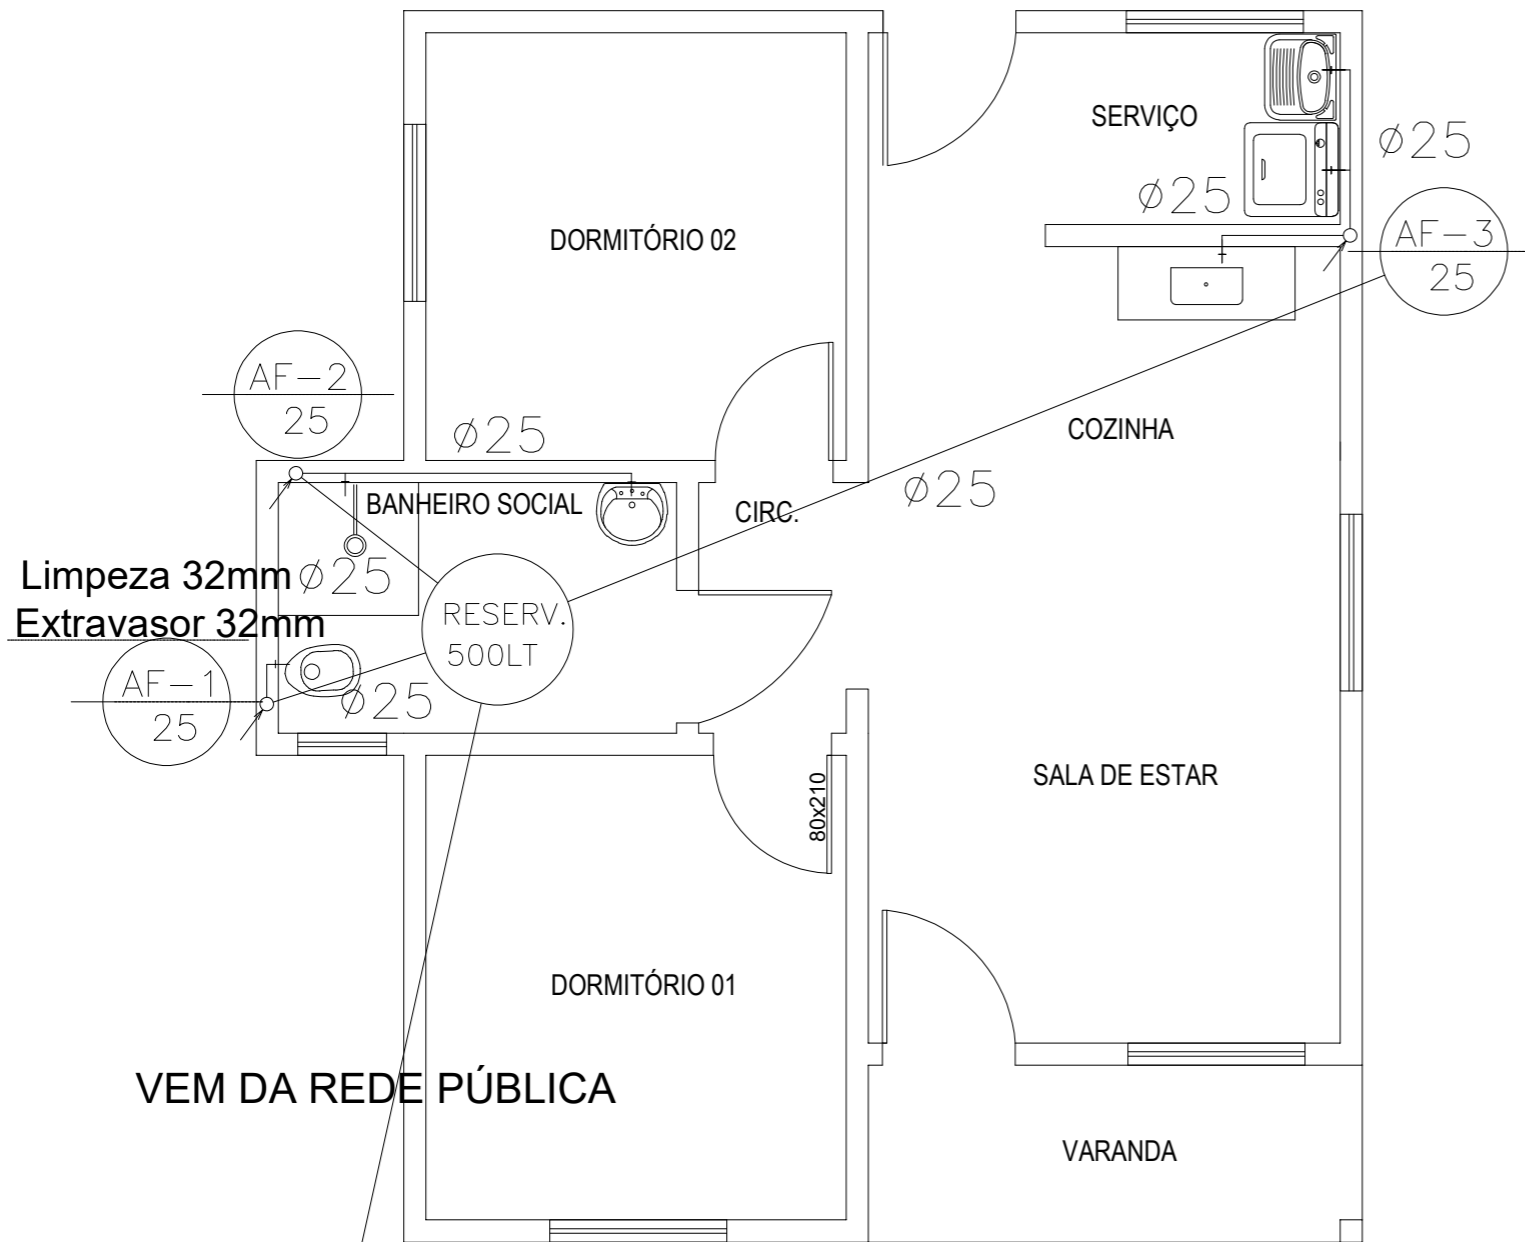 SERVIÇO
ø25
ø25
AF-3
25
DORMITÓRIO 02
AF-2
25
ø25
COZINHA
ø25
BANHEIRO SOCIAL
CIRC.
Limpeza 32mm
ø25
Extravasor 32mm
RESERV.
500LT
AF-1
25
ø25
SALA DE ESTAR
80x210
DORMITÓRIO 01
VEM DA REDE PÚBLICA
VARANDA